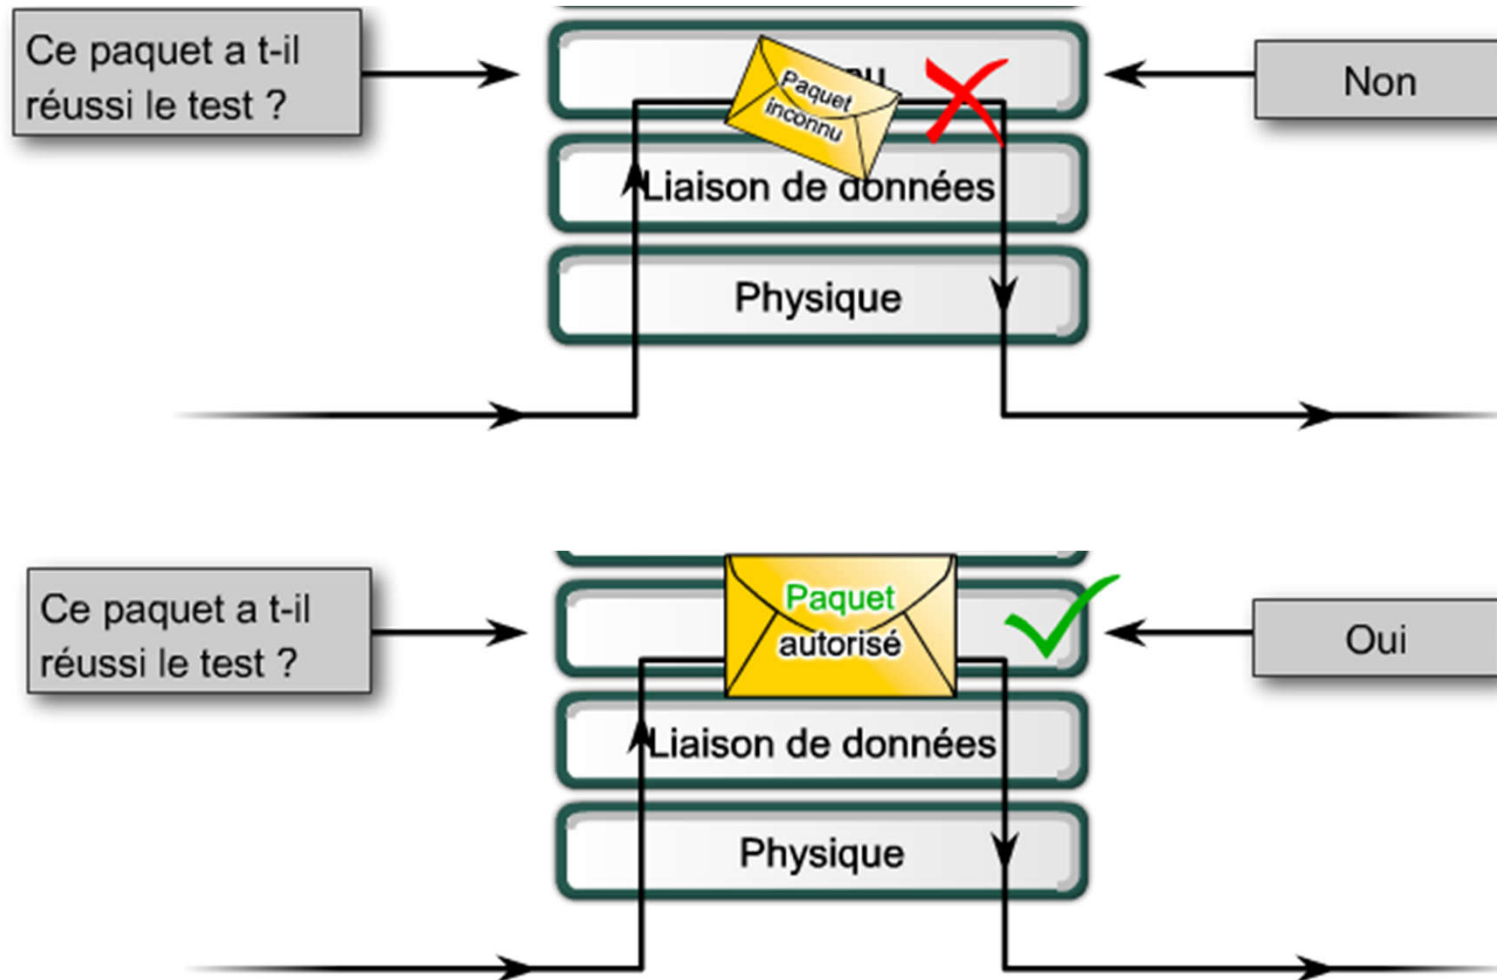 Ce paquet a t-il
réussi le test ?
Paquet
inconnu
Non
Liaison de données
Physique
Ce paquet a t-il
réussi le test ?
Paquet
autorisé
Oui
Liaison de données
Physique